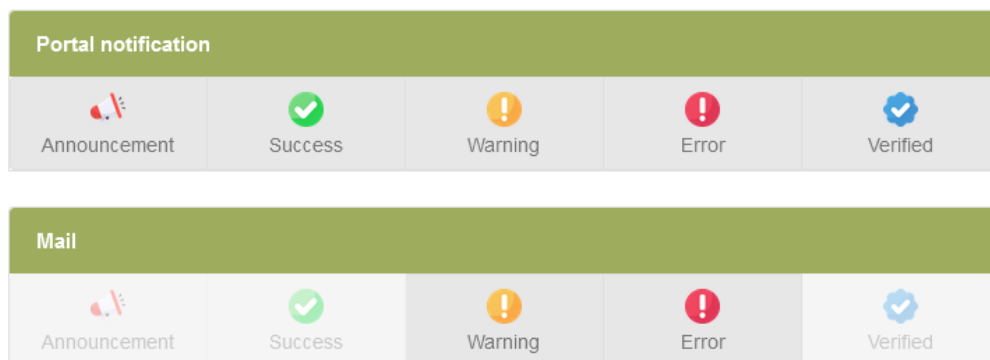 Portal notification
Announcement Success Warning Error Verified
Mail
Announcement Success Warning Error Verified